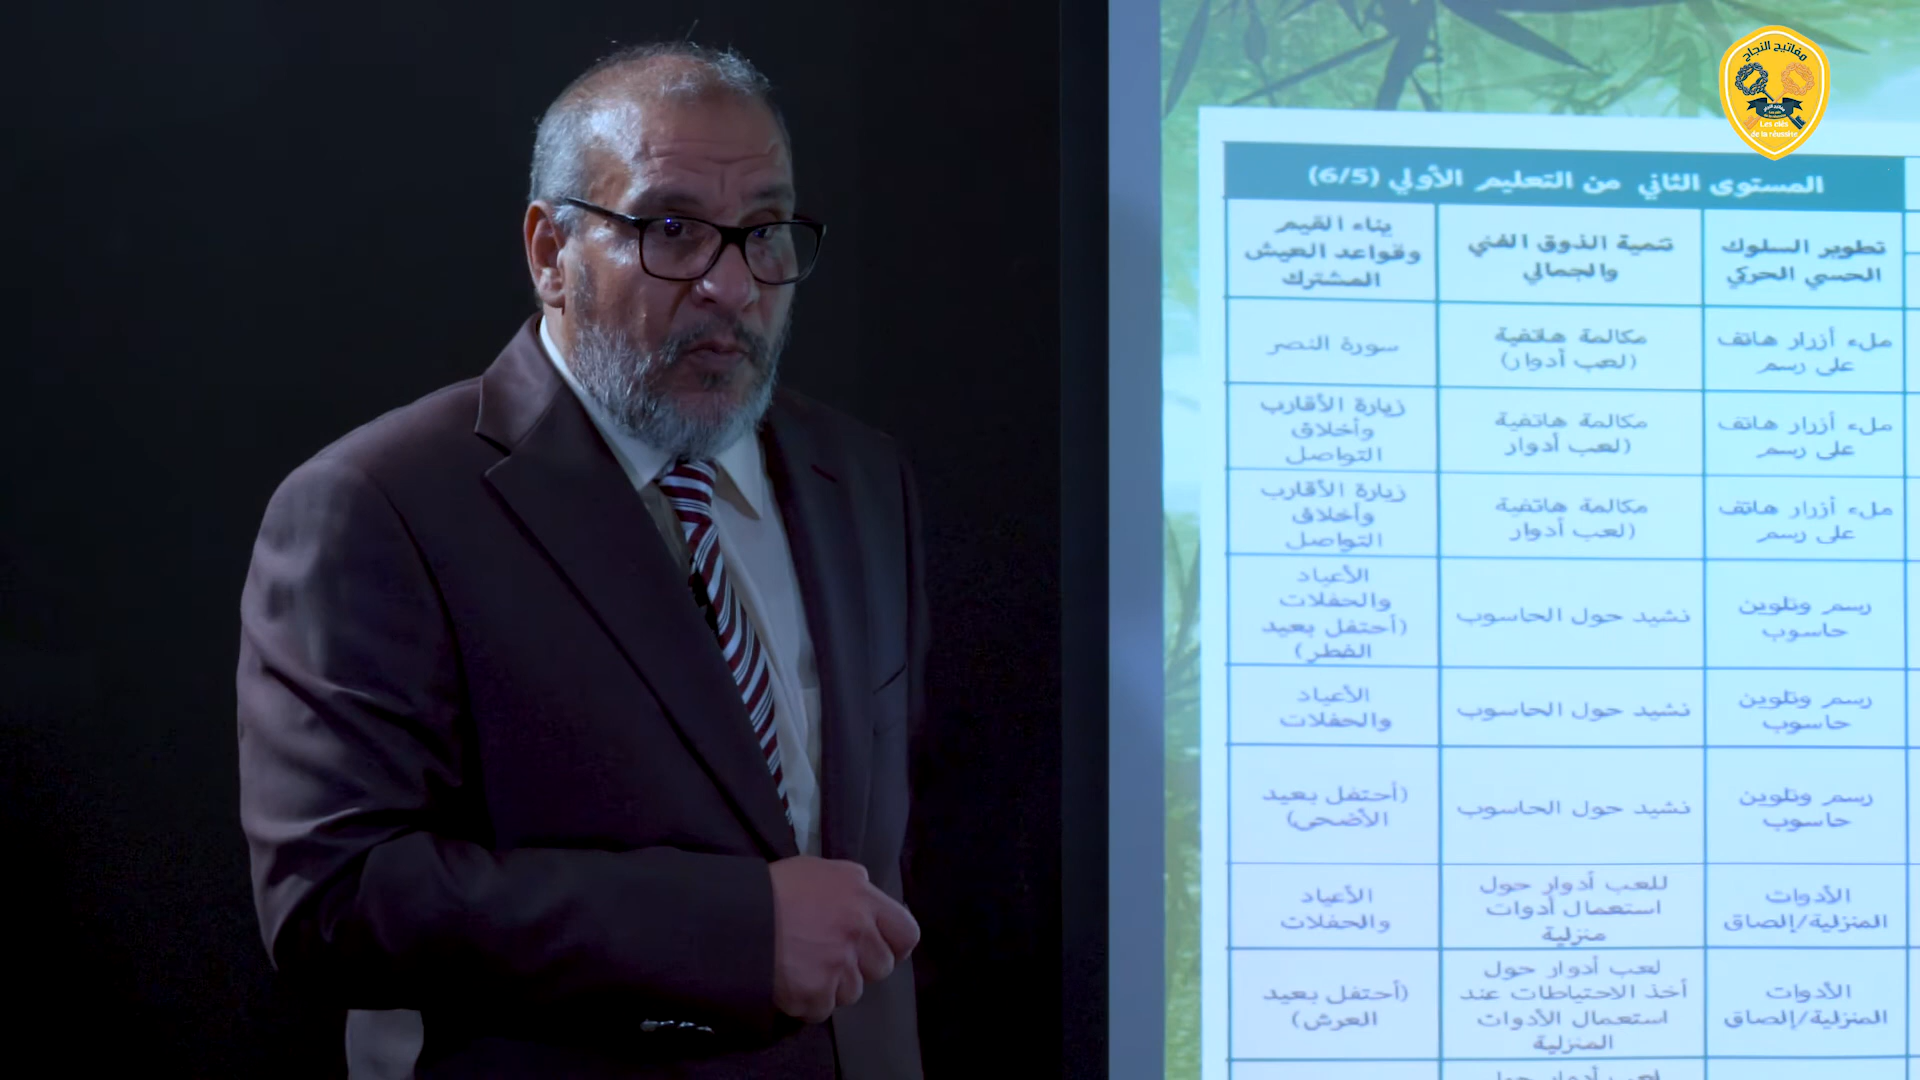 مفاتيح النجاح
Les clés
de la réussite
المستوى الثاني من التعليم الأولي (6/5)
تطوير السلوك
الحسي الحركي
تنمية الذوق الفني
والجمالي
بناء القيم
وقواعد العيش
المشترك
ملء أزرار هاتف
على رسم
مكالمة هاتفية
(لعب أدوار)
سورة النصر
ملء أزرار هاتف
على رسم
مكالمة هاتفية
(لعب أدوار
زيارة الأقارب
وأخلاق
التواصل
ملء أزرار هاتف
على رسم
مكالمة هاتفية
(لعب أدوار
زيارة الأقارب
وأخلاق
التواصل
رسم وتلوين
حاسوب
نشيد حول الحاسوب
الأعياد
والحفلات
(أحتفل بعيد
الفطر)
رسم وتلوين
حاسوب
نشيد حول الحاسوب
الأعياد
والحفلات
رسم وتلوين
حاسوب
نشيد حول الحاسوب
(أحتفل بعيد
الأضحى)
الأدوات
المنزلية/إلصاق
للعب أدوار حول
استعمال أدوات
منزلية
الأعياد
والحفلات
الأدوات
المنزلية/إلصاق
لعب أدوار حول
أخذ الاحتياطات عند
استعمال الأدوات
المنزلية
(أحتفل بعيد
العرش)